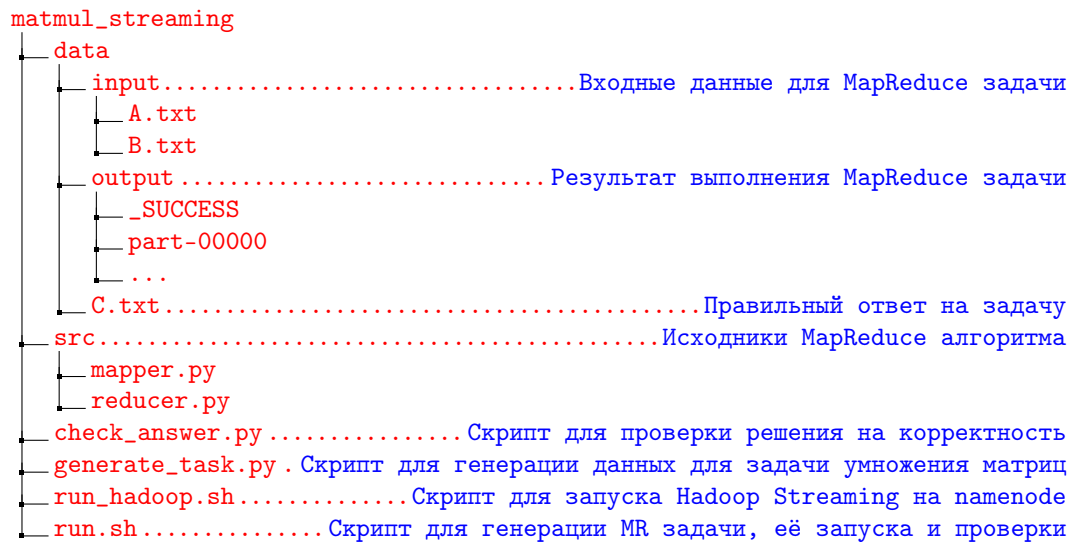 matmul_streaming
data
input.................................Входные данные для MapReduce задачи
A.txt
B.txt
output.............................Результат выполнения MapReduce задачи
_SUCCESS
part-00000
...
C.txt...........................................Правильный ответ на задачу
src.............................................Исходники MapReduce алгоритма
mapper.py
reducer.py
check_answer.py................Скрипт для проверки решения на корректность
generate_task.py.Скрипт для генерации данных для задачи умножения матриц
run_hadoop.sh..............Скрипт для запуска Hadoop Streaming на namenode
run.sh...............Скрипт для генерации MR задачи, её запуска и проверки